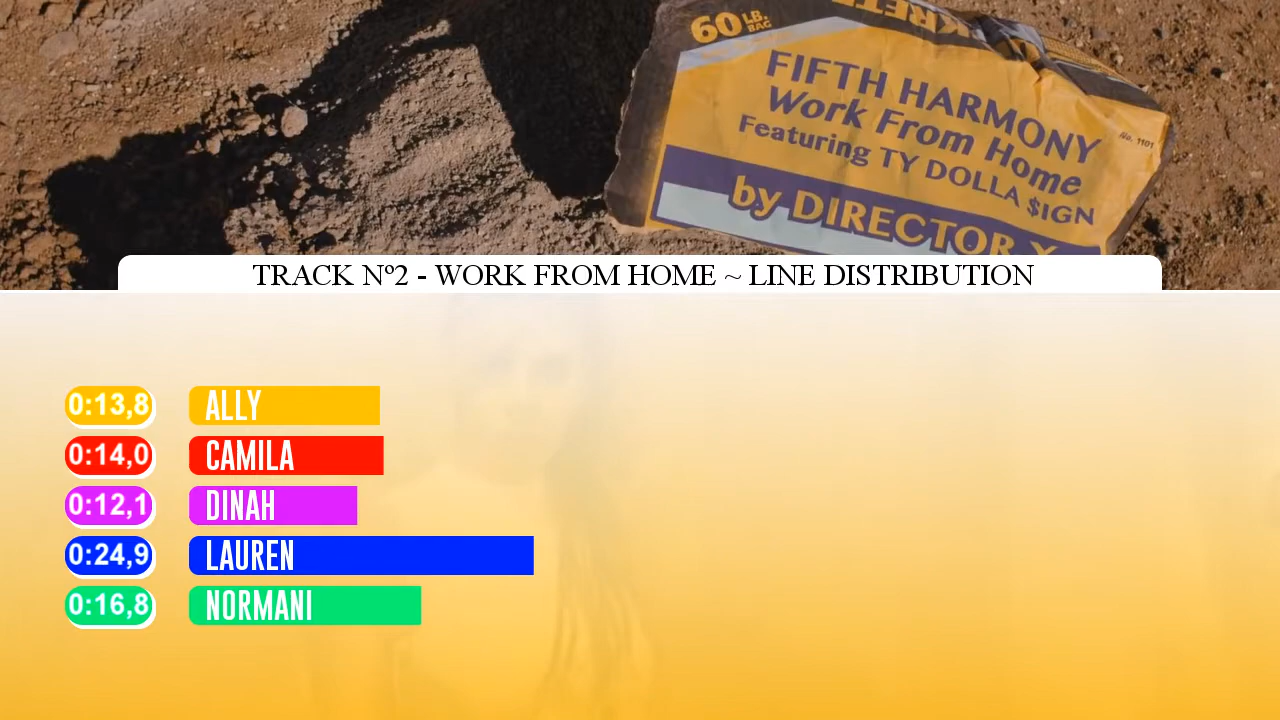 60 LB. BAG
FIFTH HARMONY
Work From Home
No. 1101
Featuring TY DOLLA $IGN
by DIRECTOR X
TRACK Nº2 - WORK FROM HOME ~ LINE DISTRIBUTION
0:13,8 ALLY
0:14,0 CAMILA
0:12,1 DINAH
0:24,9 LAUREN
0:16,8 NORMANI